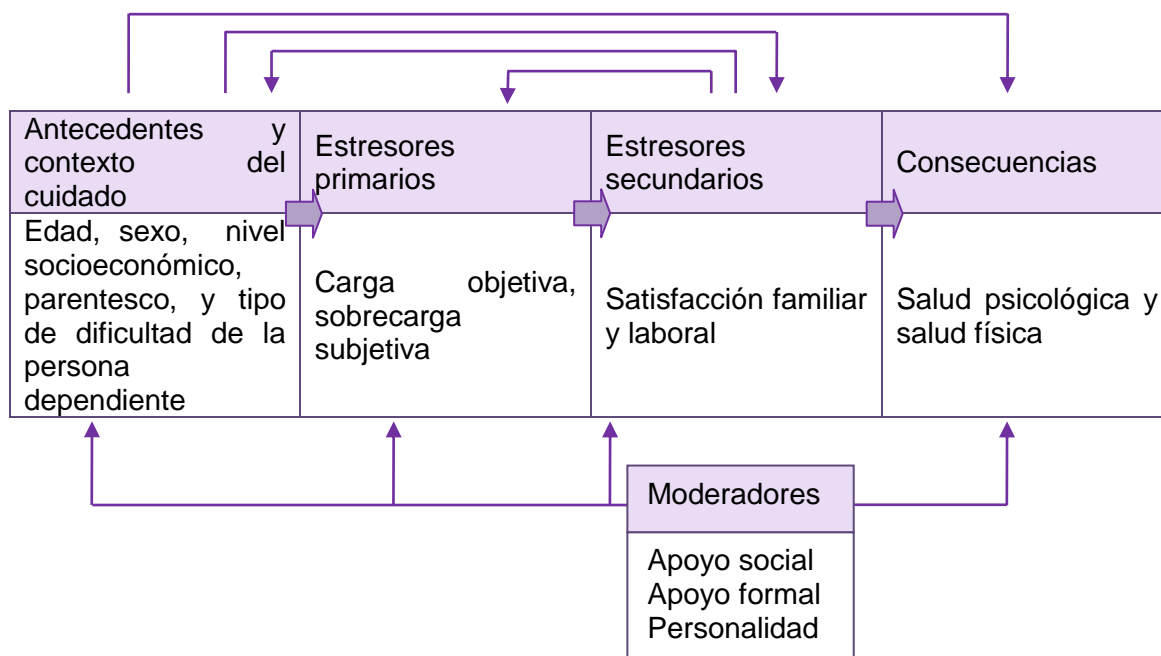 Antecedentes y
contexto del
cuidado
Estresores
primarios
Estresores
secundarios
Consecuencias
Edad, sexo, nivel
socioeconómico,
parentesco, y tipo
de dificultad de la
persona
dependiente
Carga objetiva,
sobrecarga
subjetiva
Satisfacción familiar
y laboral
Salud psicológica y
salud física
Moderadores
Apoyo social
Apoyo formal
Personalidad